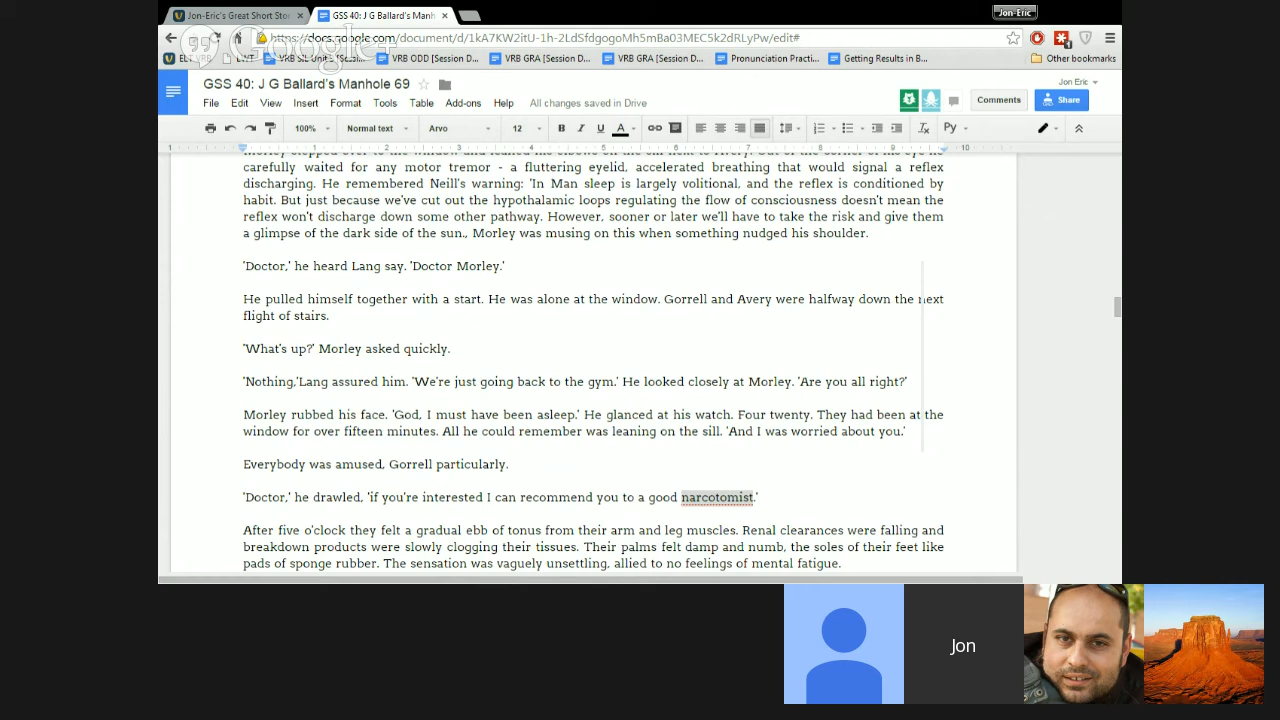 Jon-Eric's Great Short Stor
GSS 40: J G Ballard's Manh
Jon-Eric
Google+
https://docs.google.com/document/d/1kA7KW2itU-1h-2LdSfdgogoMh5mBa03MEC5k2dRLyPw/edit#
VRB ODD [Session D...
VRB GRA [Session D...
VRB GRA [Session D...
Pronunciation Practi...
Getting Results in B...
Other bookmarks
GSS 40: J G Ballard's Manhole 69
Jon Eric
File Edit View Insert Format Tools Table Add-ons Help All changes saved in Drive
Comments
Share
100% Normal text Arvo 12 B I U A Py
carefully waited for any motor tremor - a fluttering eyelid, accelerated breathing that would signal a reflex
discharging. He remembered Neill's warning: 'In Man sleep is largely volitional, and the reflex is conditioned by
habit. But just because we've cut out the hypothalamic loops regulating the flow of consciousness doesn't mean the
reflex won't discharge down some other pathway. However, sooner or later we'll have to take the risk and give them
a glimpse of the dark side of the sun., Morley was musing on this when something nudged his shoulder.
'Doctor,' he heard Lang say. 'Doctor Morley.'
He pulled himself together with a start. He was alone at the window. Gorrell and Avery were halfway down the next
flight of stairs.
'What's up?' Morley asked quickly.
'Nothing,'Lang assured him. 'We're just going back to the gym.' He looked closely at Morley. 'Are you all right?'
Morley rubbed his face. 'God, I must have been asleep.' He glanced at his watch. Four twenty. They had been at the
window for over fifteen minutes. All he could remember was leaning on the sill. 'And I was worried about you.'
Everybody was amused, Gorrell particularly.
'Doctor,' he drawled, 'if you're interested I can recommend you to a good narcotomist.'
After five o'clock they felt a gradual ebb of tonus from their arm and leg muscles. Renal clearances were falling and
breakdown products were slowly clogging their tissues. Their palms felt damp and numb, the soles of their feet like
pads of sponge rubber. The sensation was vaguely unsettling, allied to no feelings of mental fatigue.
Jon